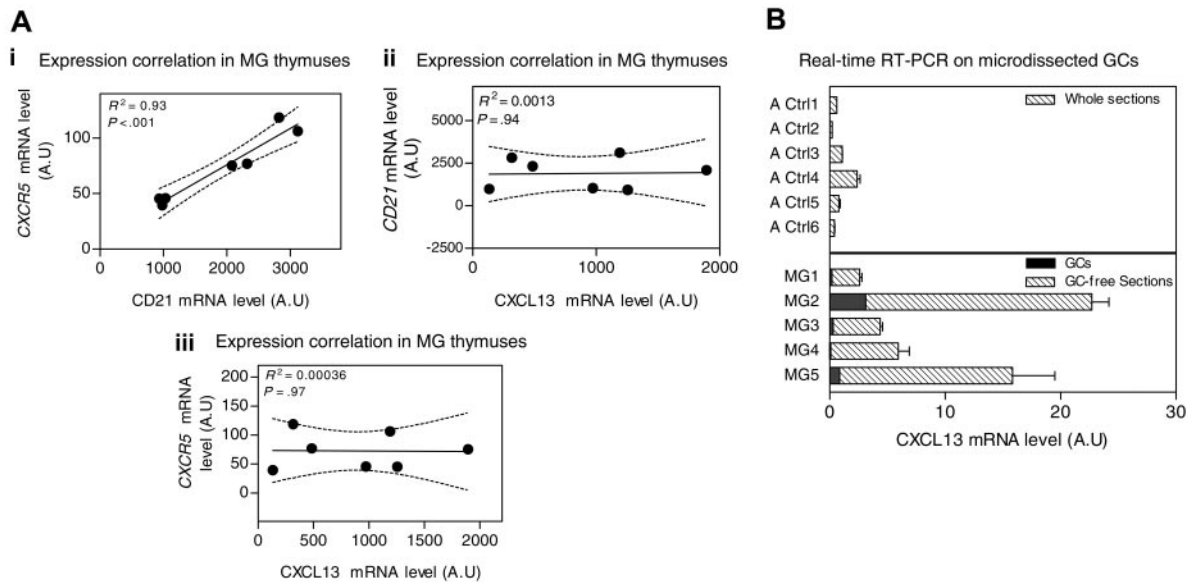 A
i Expression correlation in MG thymuses
R² = 0.93
P <.001
CXCR5 mRNA level
(A.U)
100
50
0
0 1000 2000 3000
CD21 mRNA level (A.U)
ii Expression correlation in MG thymuses
R² = 0.0013
P = .94
CD21 mRNA level
(A.U)
5000
2500
0
-2500
0 1000 2000
CXCL13 mRNA level (A.U)
iii Expression correlation in MG thymuses
R² = 0.00036
P = .97
CXCR5 mRNA
level (A.U)
200
150
100
50
0
0 500 1000 1500 2000
CXCL13 mRNA level (A.U)
B
Real-time RT-PCR on microdissected GCs
Whole sections
A Ctrl1
A Ctrl2
A Ctrl3
A Ctrl4
A Ctrl5
A Ctrl6
GCs
GC-free Sections
MG1
MG2
MG3
MG4
MG5
0 10 20 30
CXCL13 mRNA level (A.U)